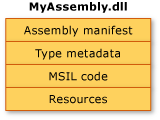 MyAssembly.dll
Assembly manifest
Type metadata
MSIL code
Resources